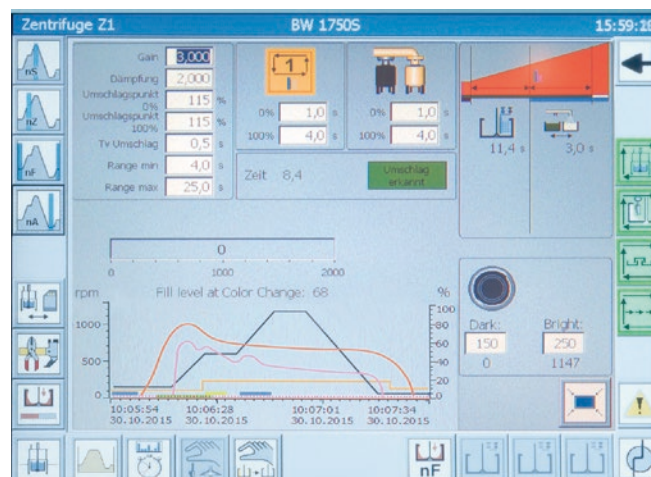 Zentrifuge Z1 BW 1750S 15:59:29
nS
nZ
nF
nA
Gain 3,000
Dämpfung 2,000
Umschlagspunkt 0% 115 %
Umschlagspunkt 100% 115 %
Tv Umschlag 0,5 s
Range min 4,0 s
Range max 25,0 s
1
0% 1,0 s
100% 4,0 s
0% 1,0 s
100% 4,0 s
Zeit 8,4
Umschlag
erkannt
11,4 s 3,0 s
0
0 1000 2000
rpm Fill level at Color Change: 68 %
1000
500
0
100
80
60
40
20
0
10:05:54 10:06:28 10:07:01 10:07:34
30.10.2015 30.10.2015 30.10.2015 30.10.2015
Dark: Bright:
150 250
0 1147
nF